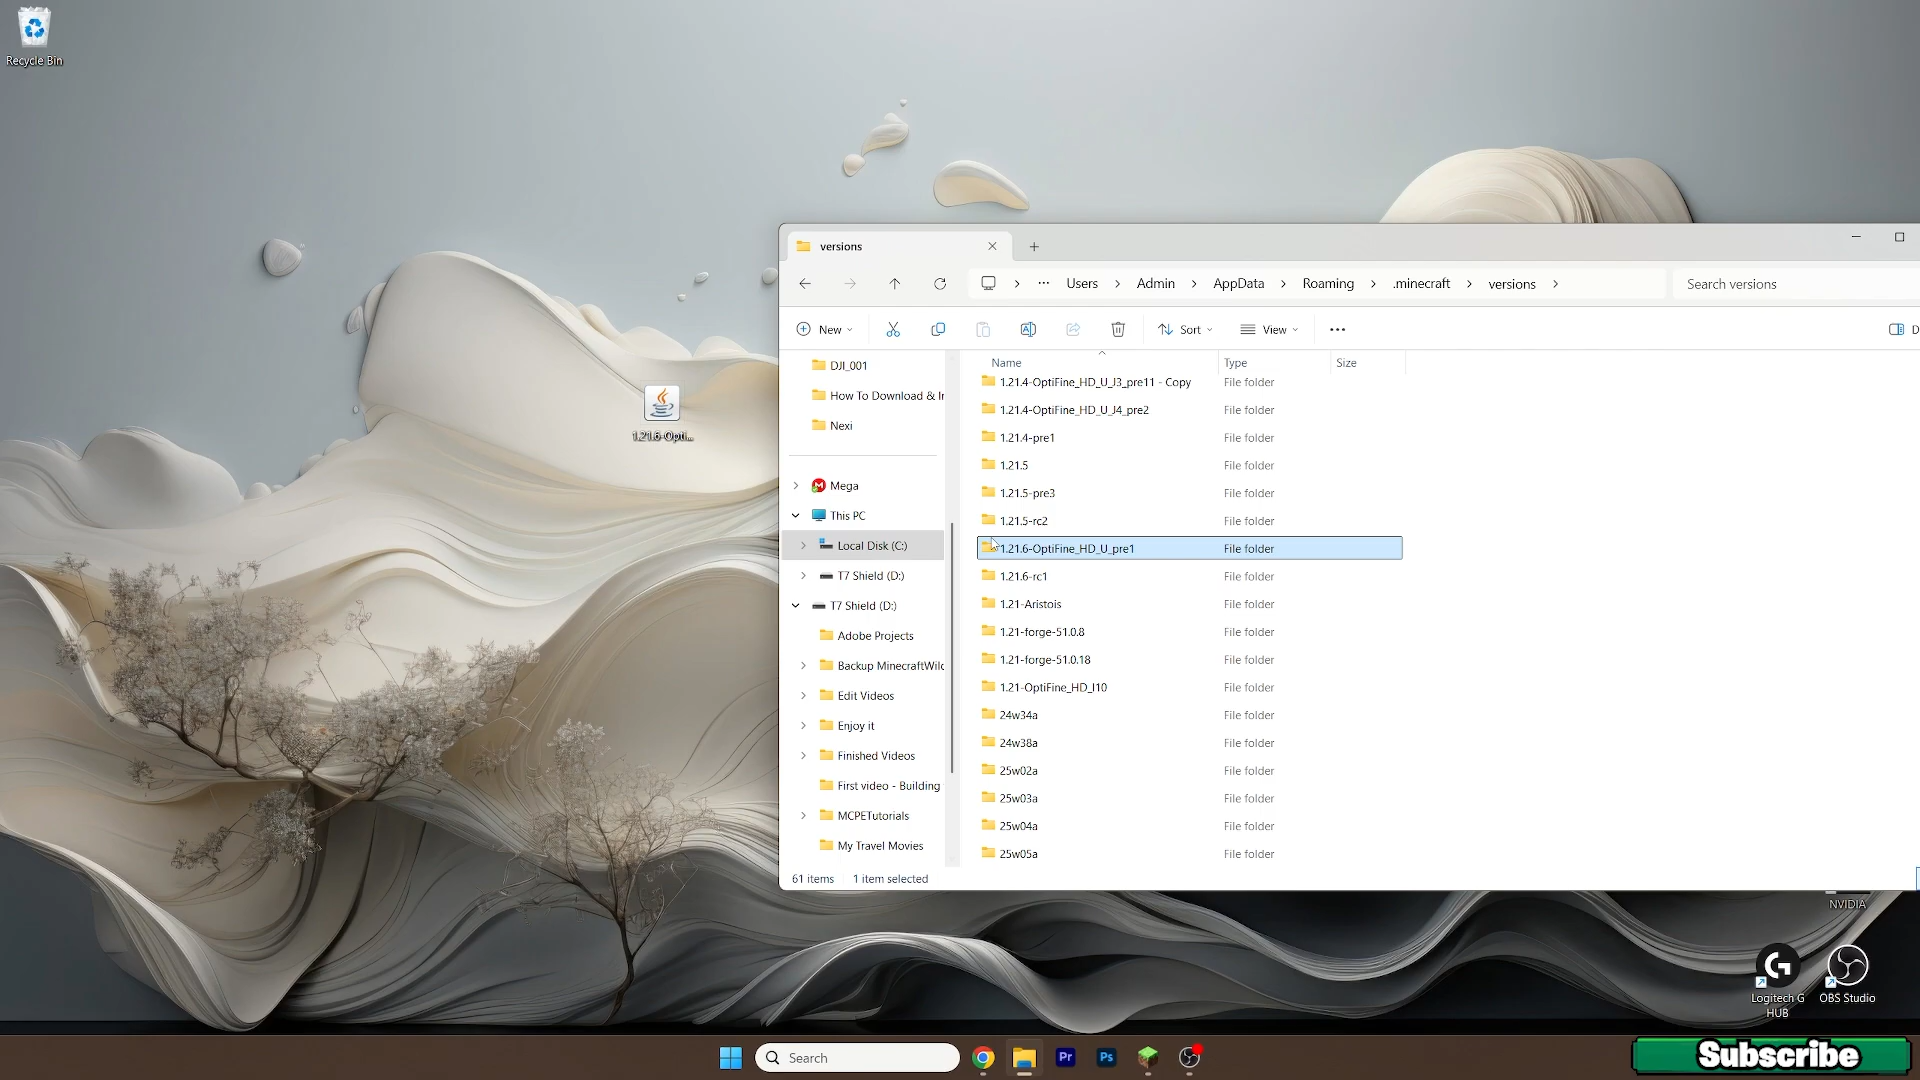 Recycle Bin
1.21.6-Opti...
versions
Users
Admin
AppData
Roaming
.minecraft
versions
Search versions
New
Sort
View
D
Name
Type
Size
DJI_001
How To Download & Ir
Nexi
Mega
This PC
Local Disk (C:)
T7 Shield (D:)
T7 Shield (D:)
Adobe Projects
Backup MinecraftWilc
Edit Videos
Enjoy it
Finished Videos
First video - Building
MCPETutorials
My Travel Movies
1.21.4-OptiFine_HD_U_J3_pre11 - Copy File folder
1.21.4-OptiFine_HD_U_J4_pre2 File folder
1.21.4-pre1 File folder
1.21.5 File folder
1.21.5-pre3 File folder
1.21.5-rc2 File folder
1.21.6-OptiFine_HD_U_pre1 File folder
1.21.6-rc1 File folder
1.21-Aristois File folder
1.21-forge-51.0.8 File folder
1.21-forge-51.0.18 File folder
1.21-OptiFine_HD_I10 File folder
24w34a File folder
24w38a File folder
25w02a File folder
25w03a File folder
25w04a File folder
25w05a File folder
61 items
1 item selected
NVIDIA
Logitech G HUB
OBS Studio
Search
Pr
Ps
Subscribe